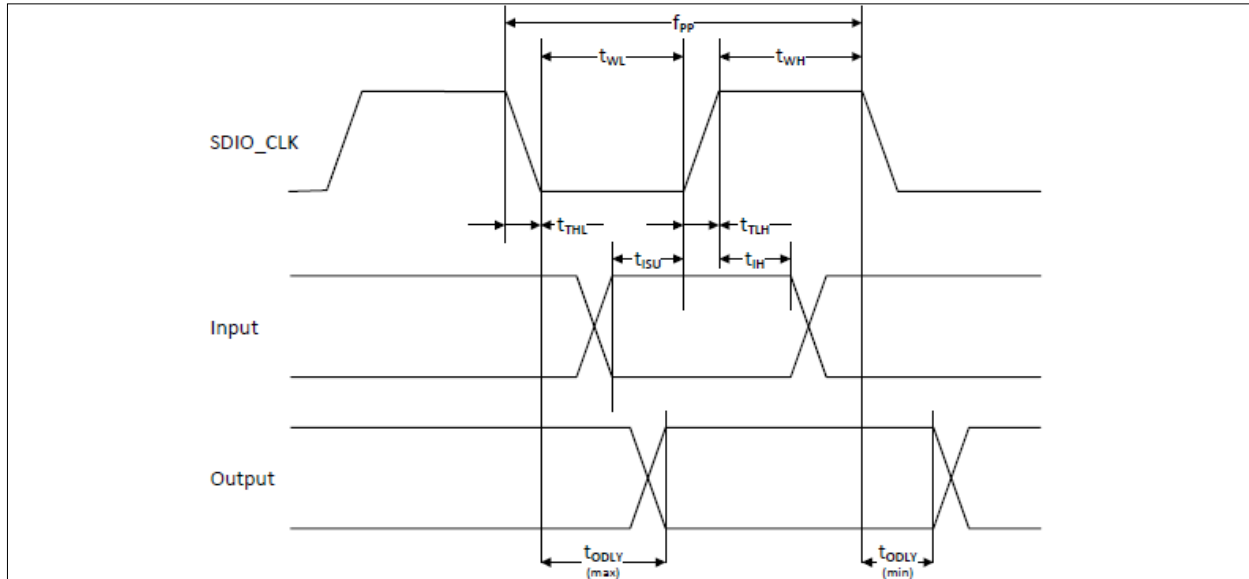 fPP
tWL
tWH
SDIO_CLK
tTHL
tTLH
tISU
tIH
Input
Output
tODLY
(max)
tODLY
(min)